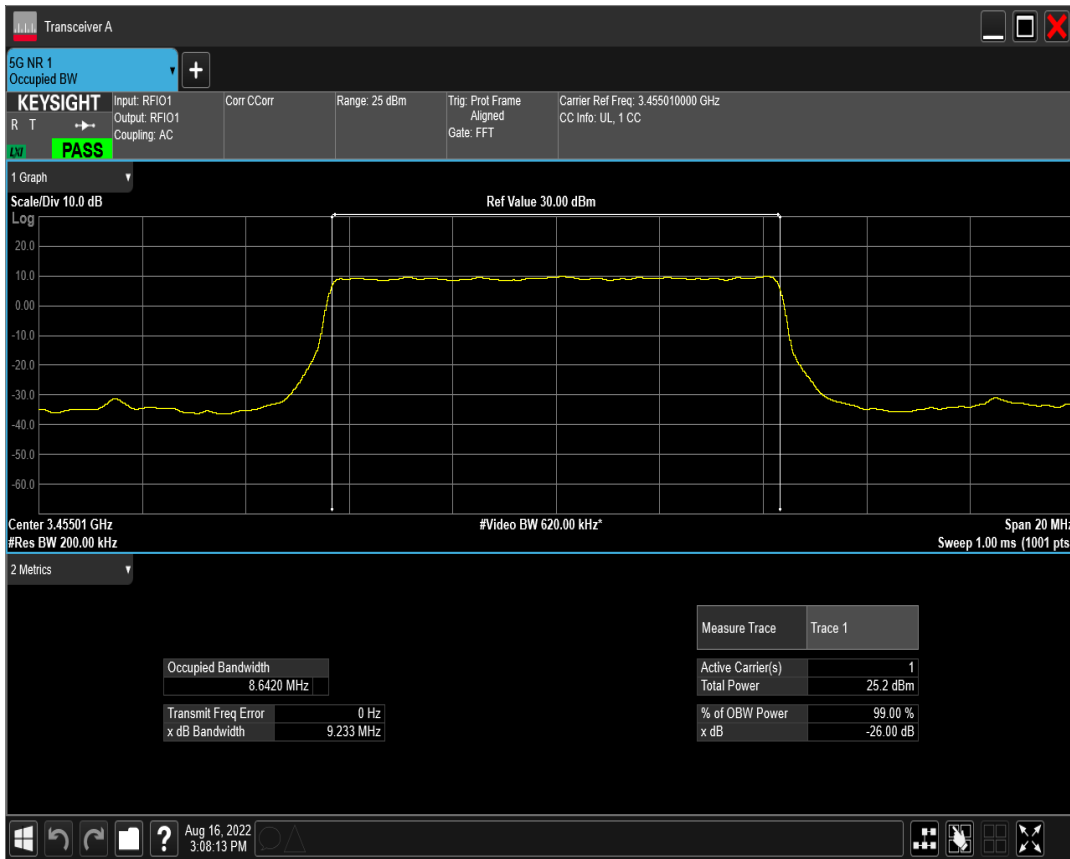 Transceiver A
5G NR 1
Occupied BW
+
KEYSIGHT
R T
LXI
PASS
Input: RFIO1
Output: RFIO1
Coupling: AC
Corr CCorr
Range: 25 dBm
Trig: Prot Frame
Aligned
Gate: FFT
Carrier Ref Freq: 3.455010000 GHz
CC Info: UL, 1 CC
1 Graph
Scale/Div 10.0 dB
Ref Value 30.00 dBm
Log
20.0
10.0
0.00
-10.0
-20.0
-30.0
-40.0
-50.0
-60.0
Center 3.45501 GHz
#Video BW 620.00 kHz*
Span 20 MHz
#Res BW 200.00 kHz
Sweep 1.00 ms (1001 pts
2 Metrics
Measure Trace Trace 1
Occupied Bandwidth
8.6420 MHz
Active Carrier(s) 1
Total Power 25.2 dBm
Transmit Freq Error 0 Hz
x dB Bandwidth 9.233 MHz
% of OBW Power 99.00 %
x dB -26.00 dB
?
Aug 16, 2022
3:08:13 PM